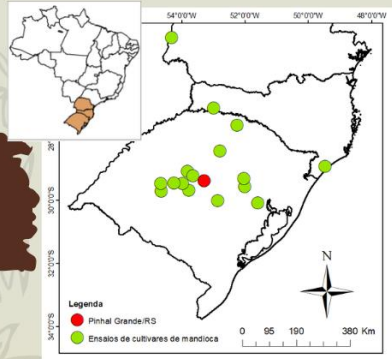 54°0'0"W 52°0'0"W 50°0'0"W 48°0'0"W
28°
30°0'0"S
32°0'0"S
34°0'0"S
N
Legenda
Pinhal Grande/RS
Ensaios de cultivares de mandioca
0 95 190 380 Km